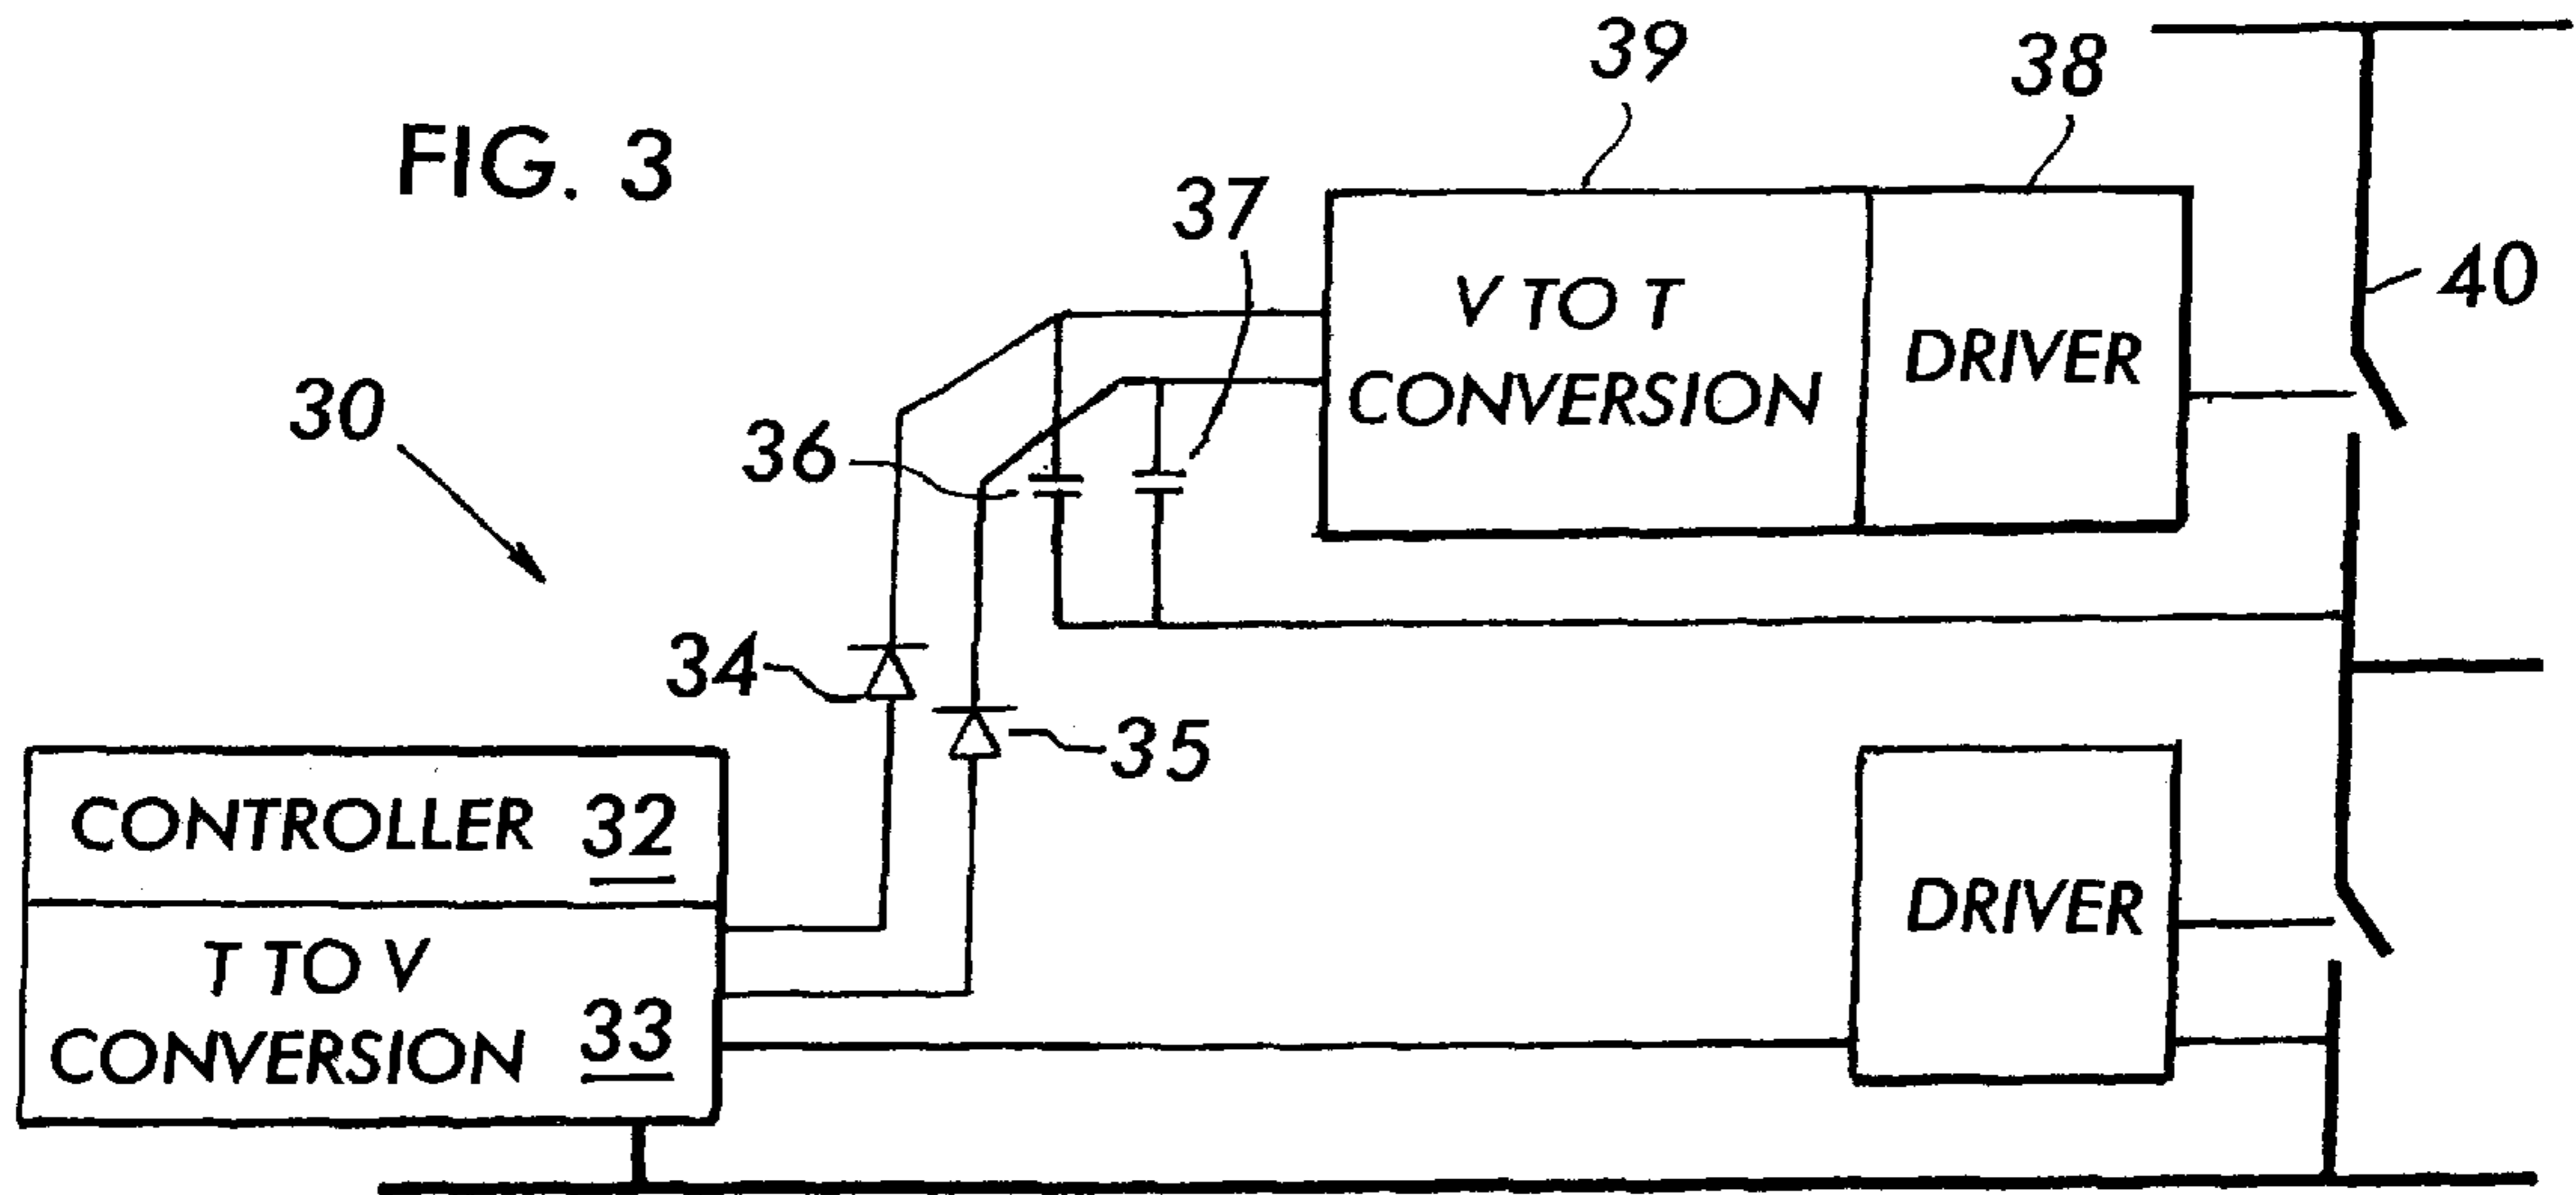 FIG. 3
39
38
37
40
V TO T
CONVERSION
DRIVER
30
36
34
35
CONTROLLER 32
T TO V
CONVERSION 33
DRIVER